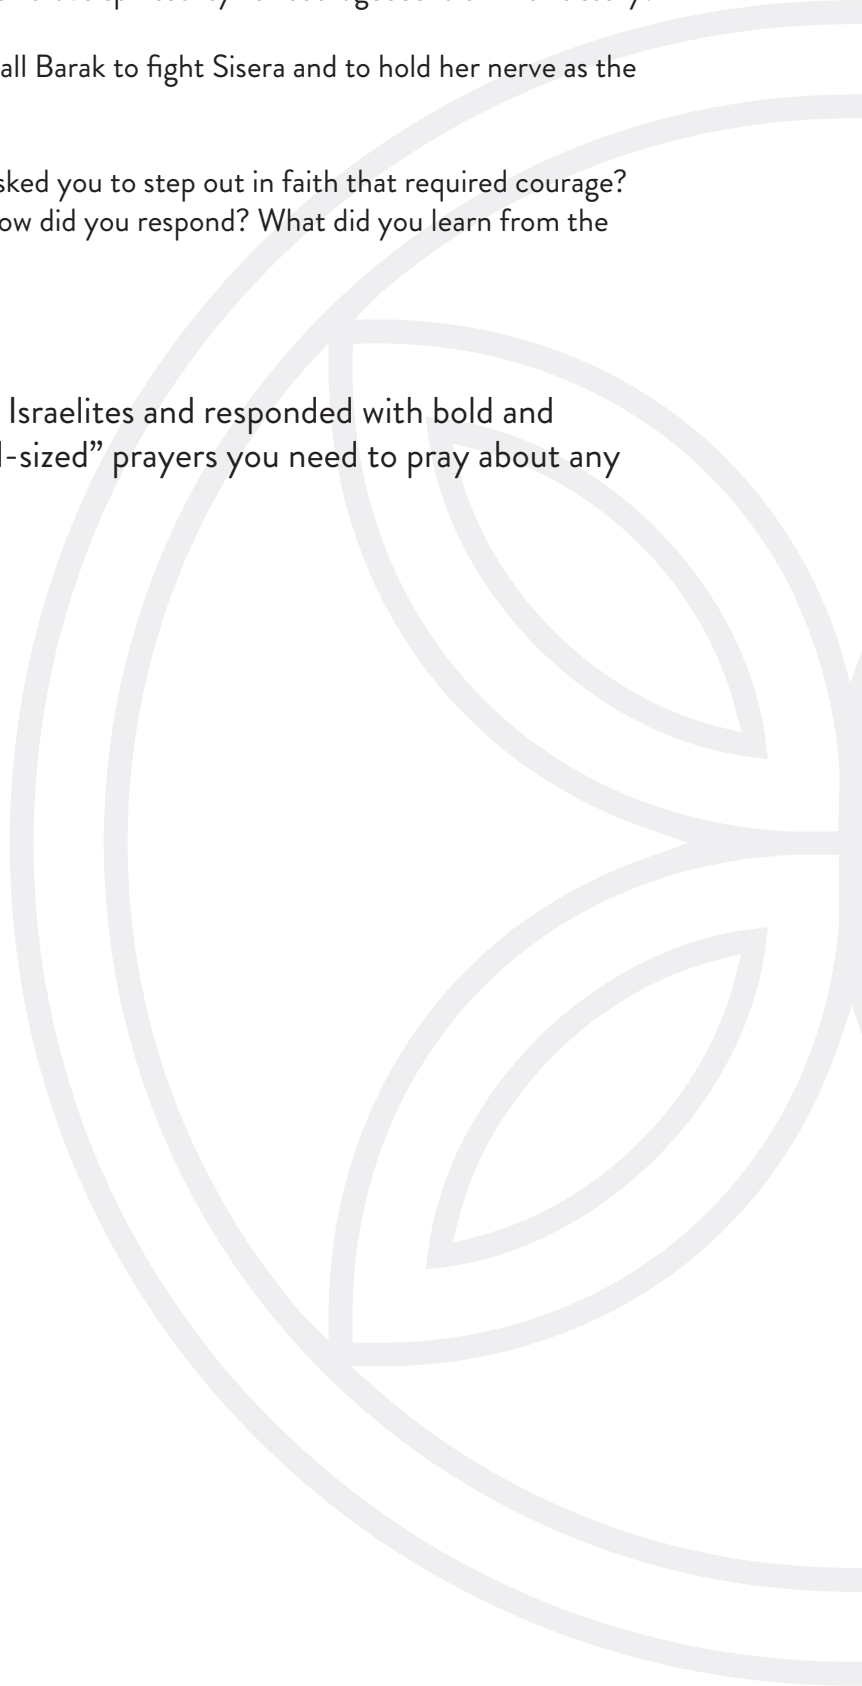 all Barak to fight Sisera and to hold her nerve as the
sked you to step out in faith that required courage?
ow did you respond? What did you learn from the
Israelites and responded with bold and
-sized” prayers you need to pray about any